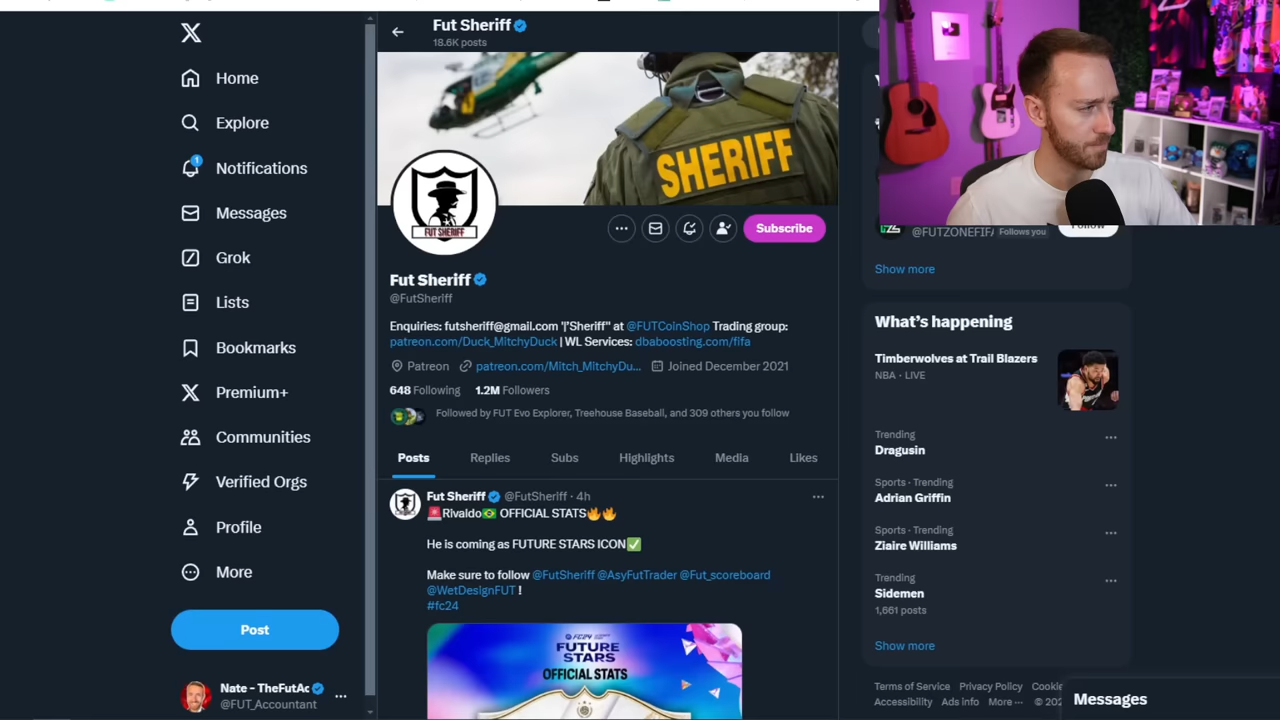 Fut Sheriff
18.6K posts
Home
Explore
1
Notifications
Messages
Grok
Lists
Bookmarks
Premium+
Communities
Verified Orgs
Profile
More
Post
Nate - TheFutAc
@FUT_Accountant
SHERIFF
FUT SHERIFF
Subscribe
Fut Sheriff
@FutSheriff
Enquiries: futsheriff@gmail.com '|"Sheriff" at @FUTCoinShop Trading group:
patreon.com/Duck_MitchyDuck | WL Services: dbaboosting.com/fifa
Patreon patreon.com/Mitch_MitchyDu... Joined December 2021
648 Following 1.2M Followers
Followed by FUT Evo Explorer, Treehouse Baseball, and 309 others you follow
Posts Replies Subs Highlights Media Likes
Fut Sheriff @FutSheriff · 4h
🚨Rivaldo🇧🇷 OFFICIAL STATS🔥🔥
He is coming as FUTURE STARS ICON✅
Make sure to follow @FutSheriff @AsyFutTrader @Fut_scoreboard
@WetDesignFUT !
#fc24
FC24
FUTURE
STARS
OFFICIAL STATS
@FUTZONEFIFA Follows you
Follow
Show more
What's happening
Timberwolves at Trail Blazers
NBA · LIVE
Trending
Dragusin
Sports · Trending
Adrian Griffin
Sports · Trending
Ziaire Williams
Trending
Sidemen
1,661 posts
Show more
Terms of Service Privacy Policy Cookie
Accessibility Ads info More ··· © 202
Messages